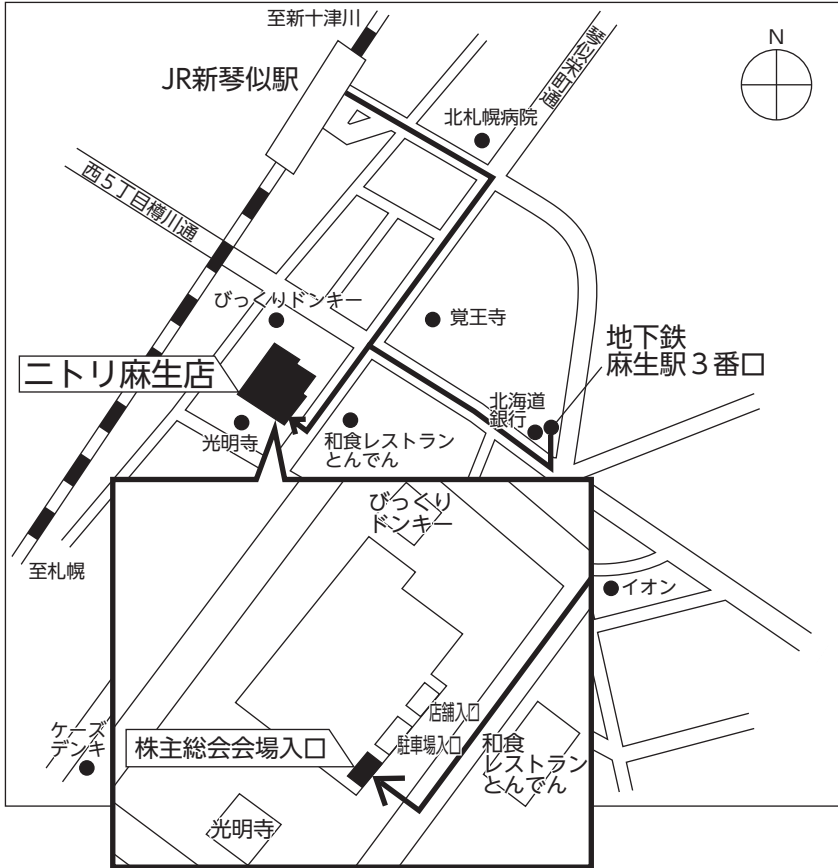 至新十津川
N
JR新琴似駅
琴似栄町通
北札幌病院
西5丁目樽川通
びっくりドンキー
覚王寺
地下鉄
麻生駅3番口
ニトリ麻生店
北海道
銀行
光明寺
和食レストラン
とんでん
至札幌
びっくり
ドンキー
イオン
店舗入口
駐車場入口
ケーズ
デンキ
株主総会会場入口
和食
レストラン
とんでん
光明寺